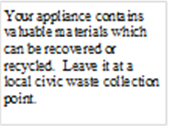 Your appliance contains
valuable materials which
can be recovered or
recycled. Leave it at a
local civic waste collection
point.